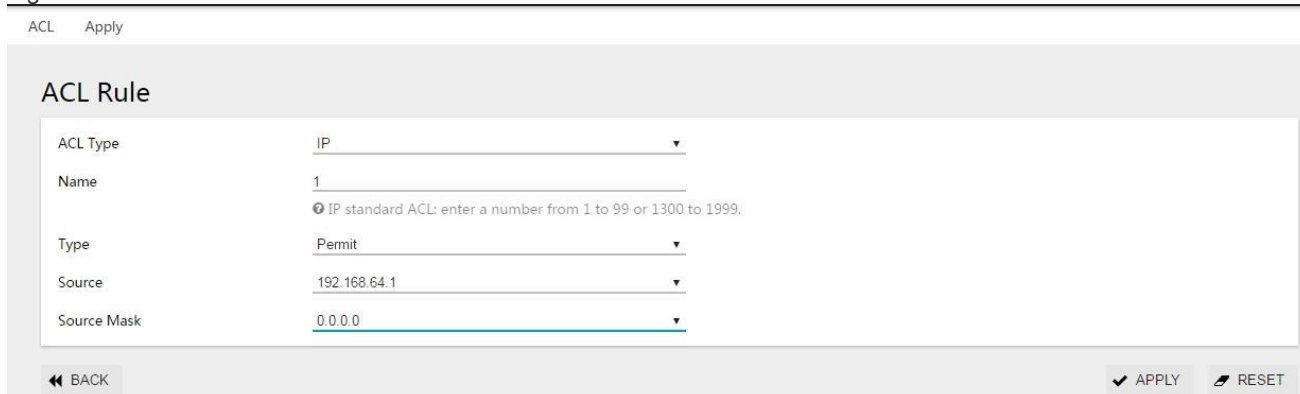 ACL Apply
ACL Rule
ACL Type IP
Name 1
IP standard ACL: enter a number from 1 to 99 or 1300 to 1999.
Type Permit
Source 192.168.64.1
Source Mask 0.0.0.0
BACK APPLY RESET